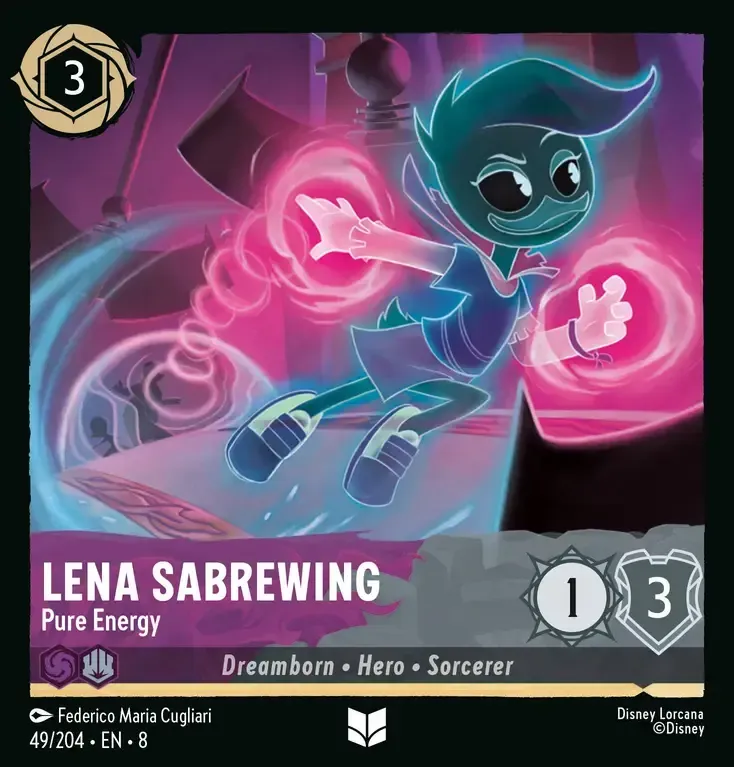 3
LENA SABREWING
Pure Energy
1
3
Dreamborn • Hero • Sorcerer
Federico Maria Cugliari
Disney Lorcana
49/204 • EN • 8
©Disney